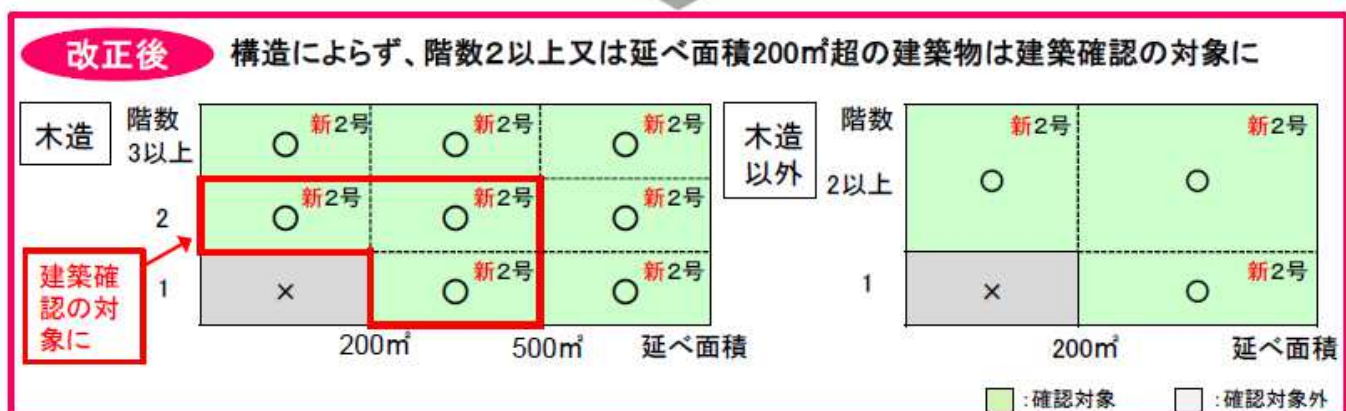 改正後 構造によらず、階数２以上又は延べ面積200㎡超の建築物は建築確認の対象に
木造
階数
3以上
○ 新2号 ○ 新2号 ○ 新2号
2
○ 新2号 ○ 新2号 ○ 新2号
1
× ○ 新2号 ○ 新2号
200㎡ 500㎡ 延べ面積
建築確
認の対
象に
木造
以外
階数
2以上
○ 新2号 ○ 新2号
1
× ○ 新2号
200㎡ 延べ面積
:確認対象 :確認対象外